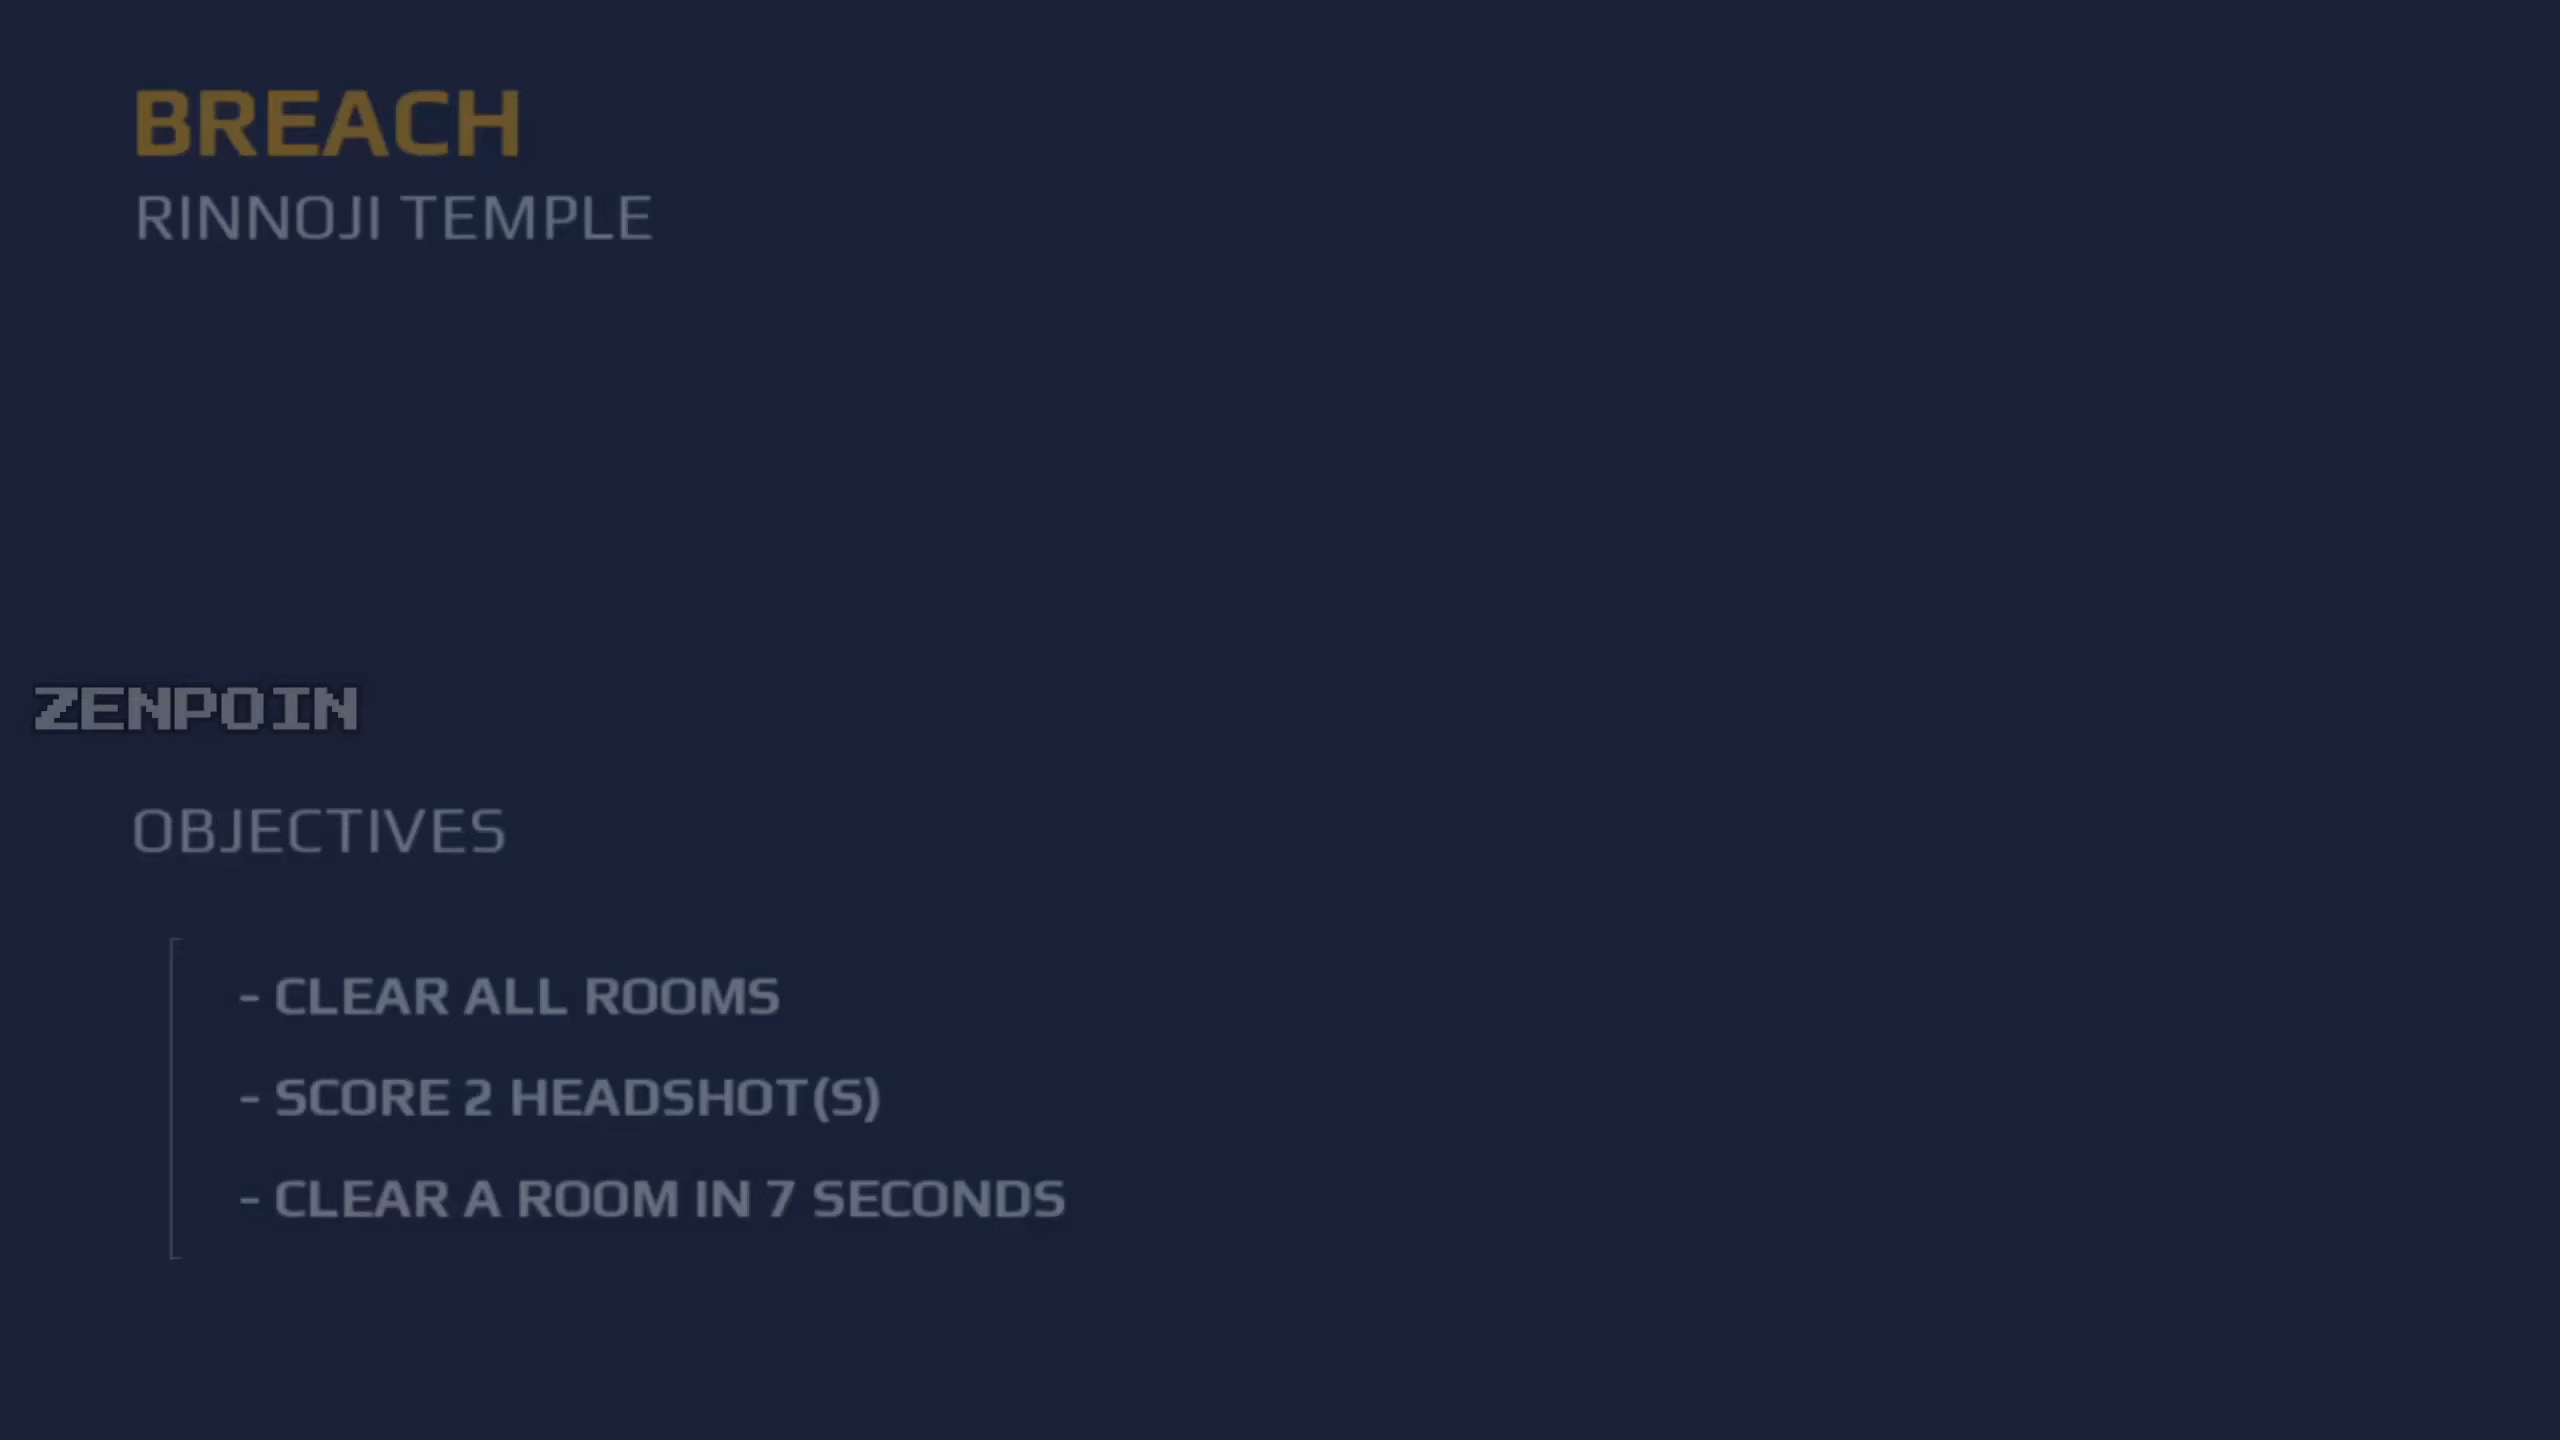 BREACH
RINNOJI TEMPLE
ZENPOIN
OBJECTIVES
- CLEAR ALL ROOMS
- SCORE 2 HEADSHOT(S)
- CLEAR A ROOM IN 7 SECONDS